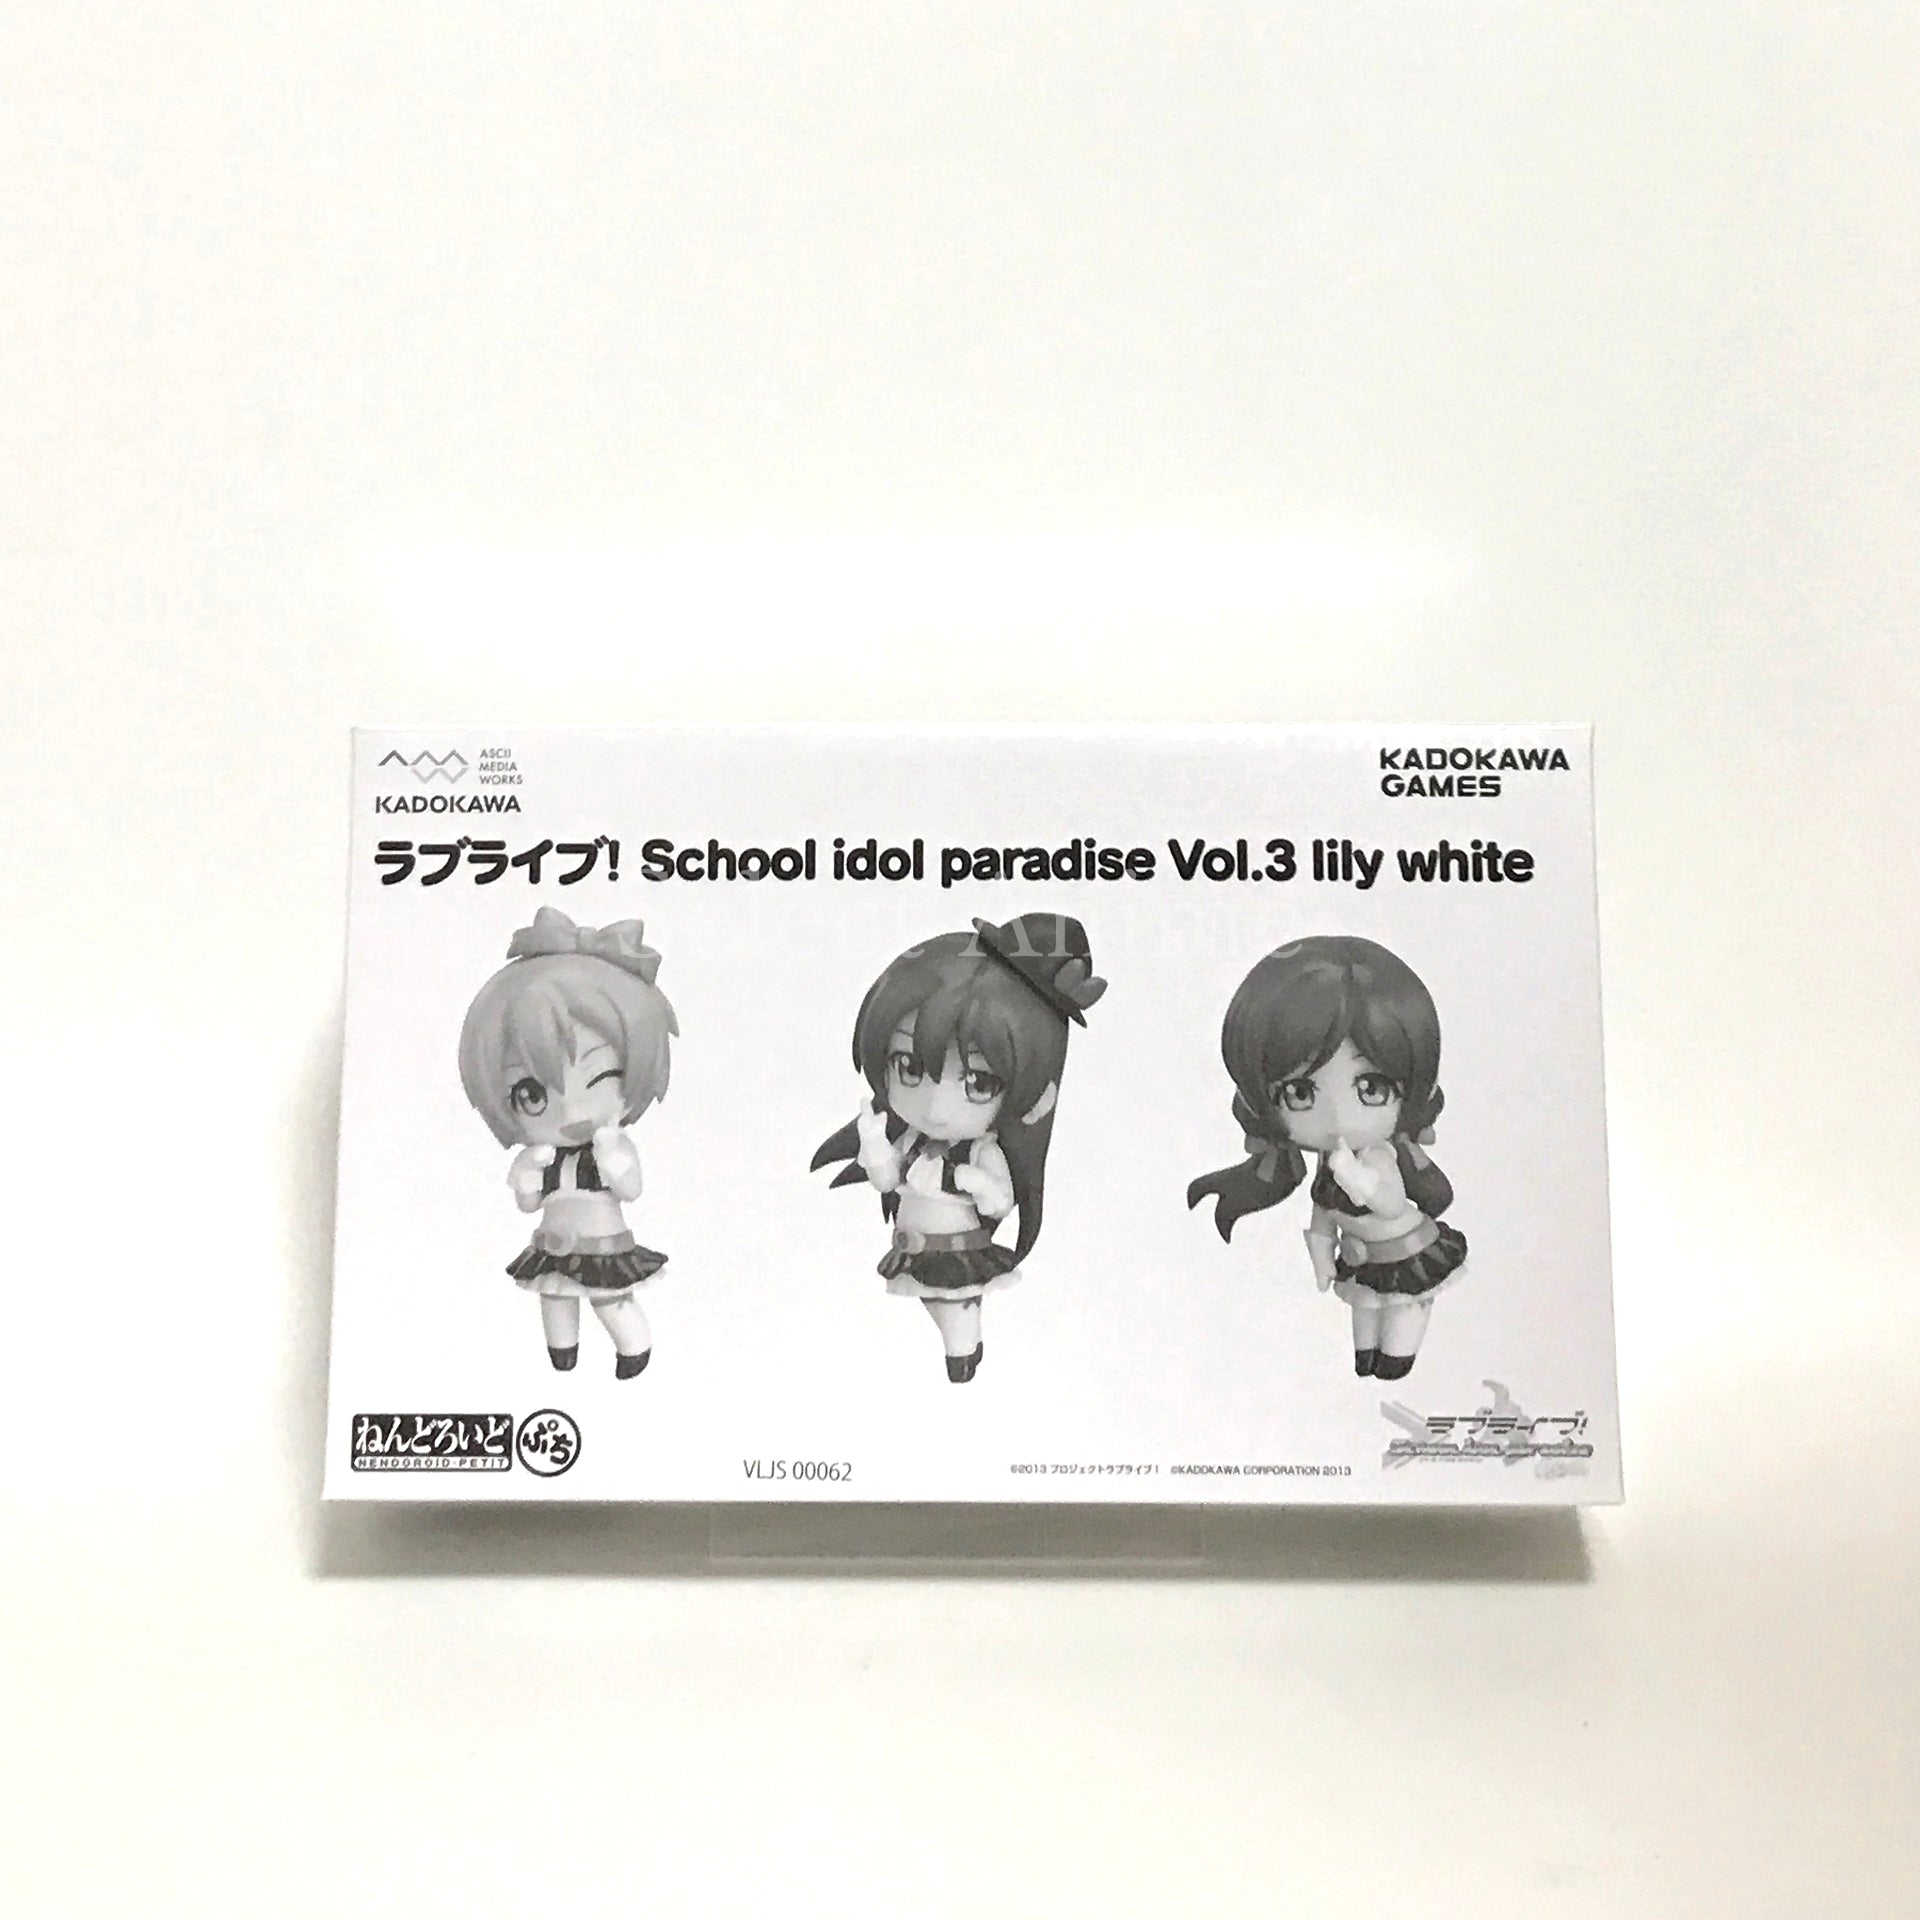 ASCII
MEDIA
WORKS
KADOKAWA
KADOKAWA
GAMES
ラブライブ! School idol paradise Vol.3 lily white
Select Anime
ねんどろいど
NENDOROID・PETIT
ぷち
VLJS 00062
©2013 プロジェクトラブライブ! ©KADOKAWA CORPORATION 2013
ラブライブ!